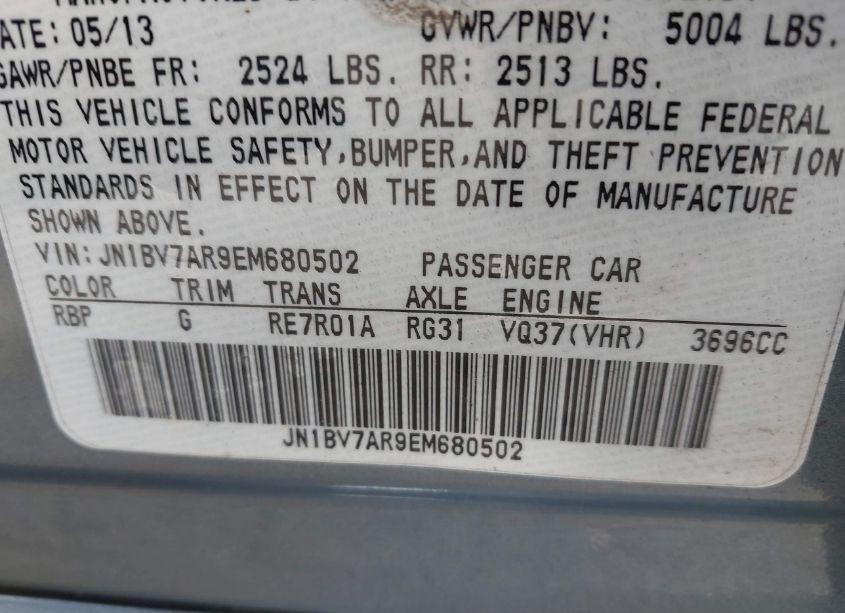 ATE: 05/13 GVWR/PNBV: 5004 LBS.
GAWR/PNBE FR: 2524 LBS. RR: 2513 LBS.
THIS VEHICLE CONFORMS TO ALL APPLICABLE FEDERAL
MOTOR VEHICLE SAFETY,BUMPER,AND THEFT PREVENTION
STANDARDS IN EFFECT ON THE DATE OF MANUFACTURE
SHOWN ABOVE.
VIN:JN1BV7AR9EM680502 PASSENGER CAR
COLOR TRIM TRANS AXLE ENGINE
RBP G RE7R01A RG31 VQ37(VHR) 3696CC
JN1BV7AR9EM680502